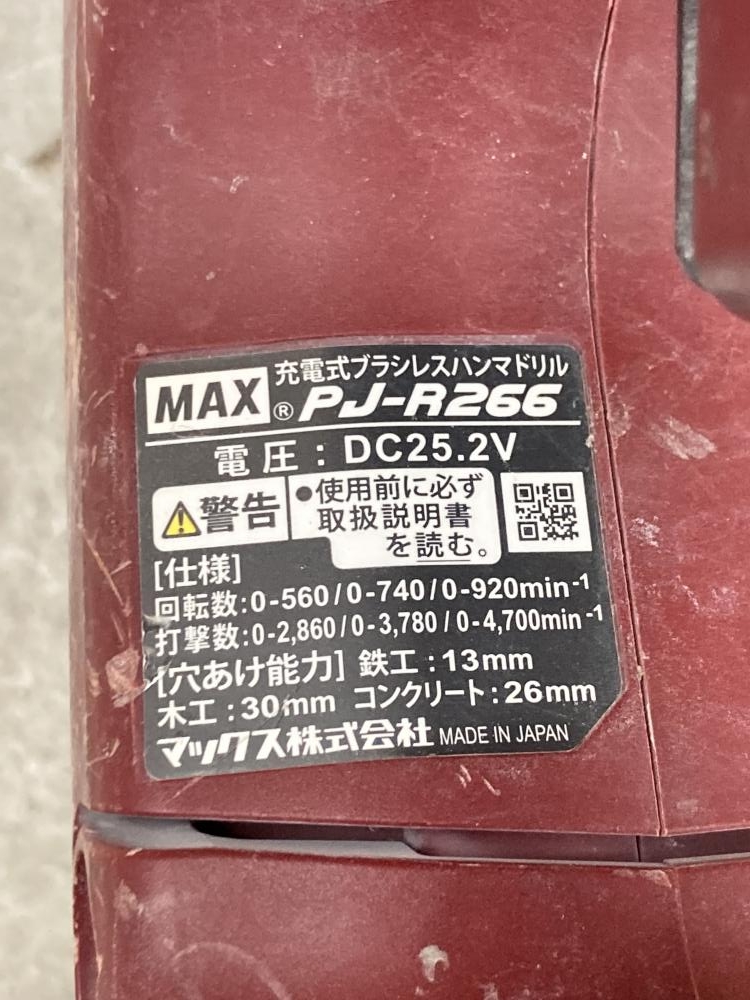 充電式ブラシレスハンマドリル
MAX® PJ-R266
電圧：DC25.2V
警告
●使用前に必ず
取扱説明書
を読む。
[仕様]
回転数:0-560/0-740/0-920min-1
打撃数:0-2,860/0-3,780/0-4,700min-1
[穴あけ能力] 鉄工：13mm
木工：30mm コンクリート：26mm
マックス株式会社 MADE IN JAPAN